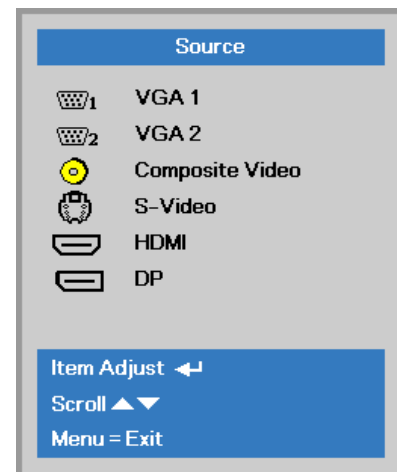 Source
1 VGA 1
2 VGA 2
Composite Video
S-Video
HDMI
DP
Item Adjust
Scroll
Menu = Exit